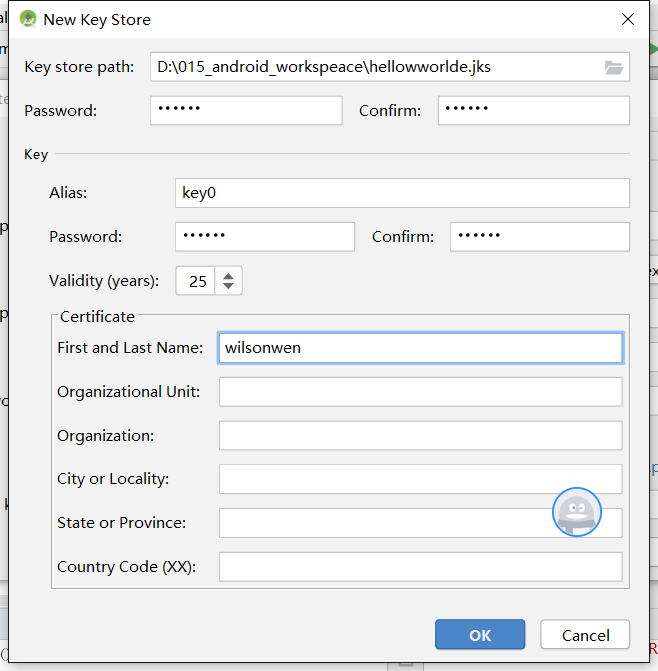 New Key Store
Key store path: D:\015_android_workspeace\hellowworlde.jks
Password: •••••• Confirm: ••••••
Key
Alias: key0
Password: •••••• Confirm: ••••••
Validity (years): 25
Certificate
First and Last Name: wilsonwen
Organizational Unit:
Organization:
City or Locality:
State or Province:
Country Code (XX):
OK Cancel